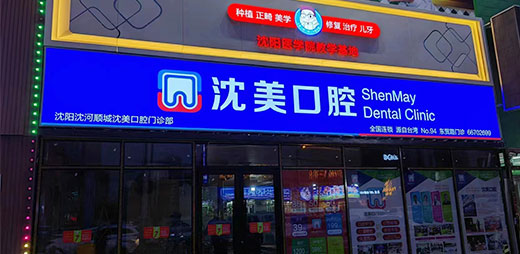 种植 正畸 美学
修复 治疗 儿牙
沈阳医学院教学基地
沈美口腔
ShenMay
Dental Clinic
沈阳沈河顺城沈美口腔门诊部
全国连锁 源自台湾 No.94 东贸路门诊 66702699